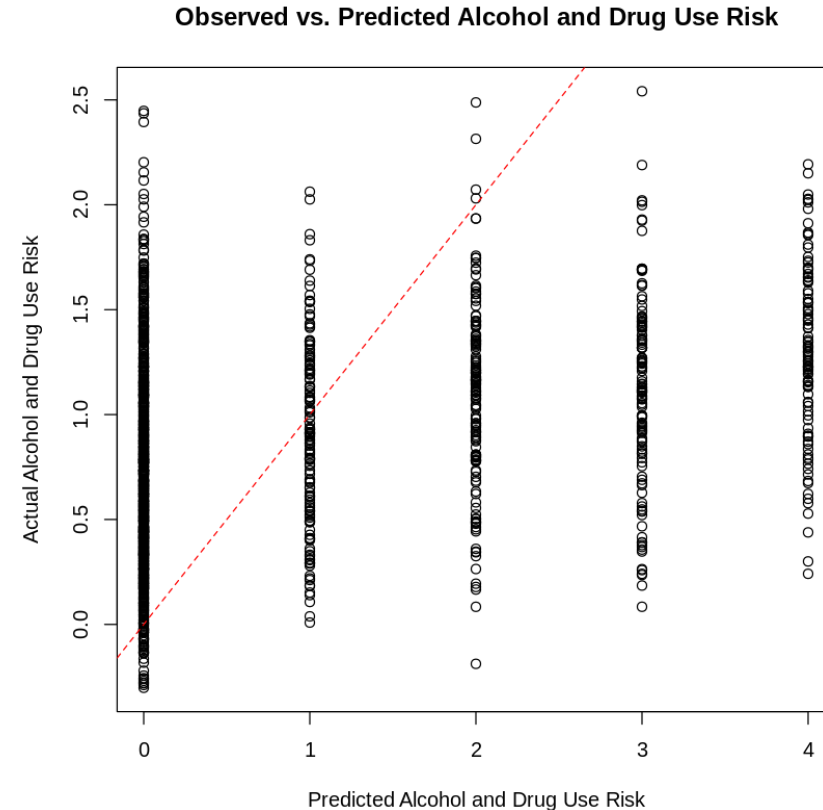 Observed vs. Predicted Alcohol and Drug Use Risk
Actual Alcohol and Drug Use Risk
2.5
2.0
1.5
1.0
0.5
0.0
0 1 2 3 4
Predicted Alcohol and Drug Use Risk